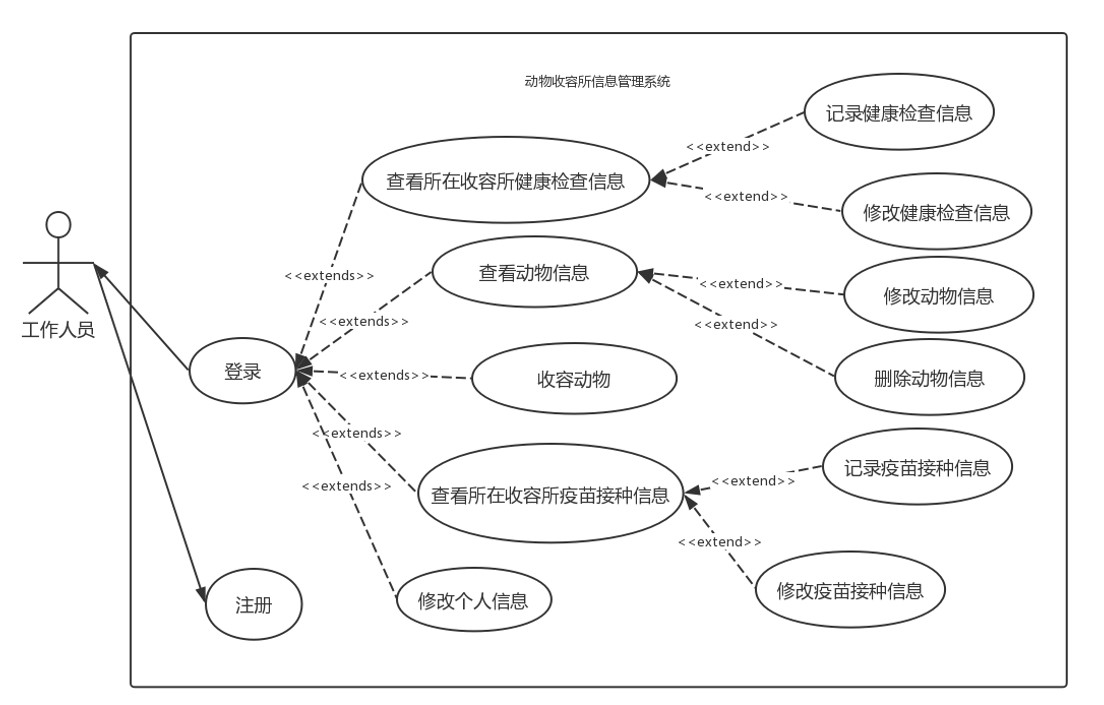 动物收容所信息管理系统
记录健康检查信息
<<extend>>
查看所在收容所健康检查信息
<<extend>>
修改健康检查信息
<<extends>>
查看动物信息
<<extend>>
修改动物信息
<<extends>>
<<extend>>
工作人员
登录
<<extends>>
收容动物
删除动物信息
<<extends>>
记录疫苗接种信息
<<extends>>
查看所在收容所疫苗接种信息
<<extend>>
<<extend>>
修改疫苗接种信息
修改个人信息
注册